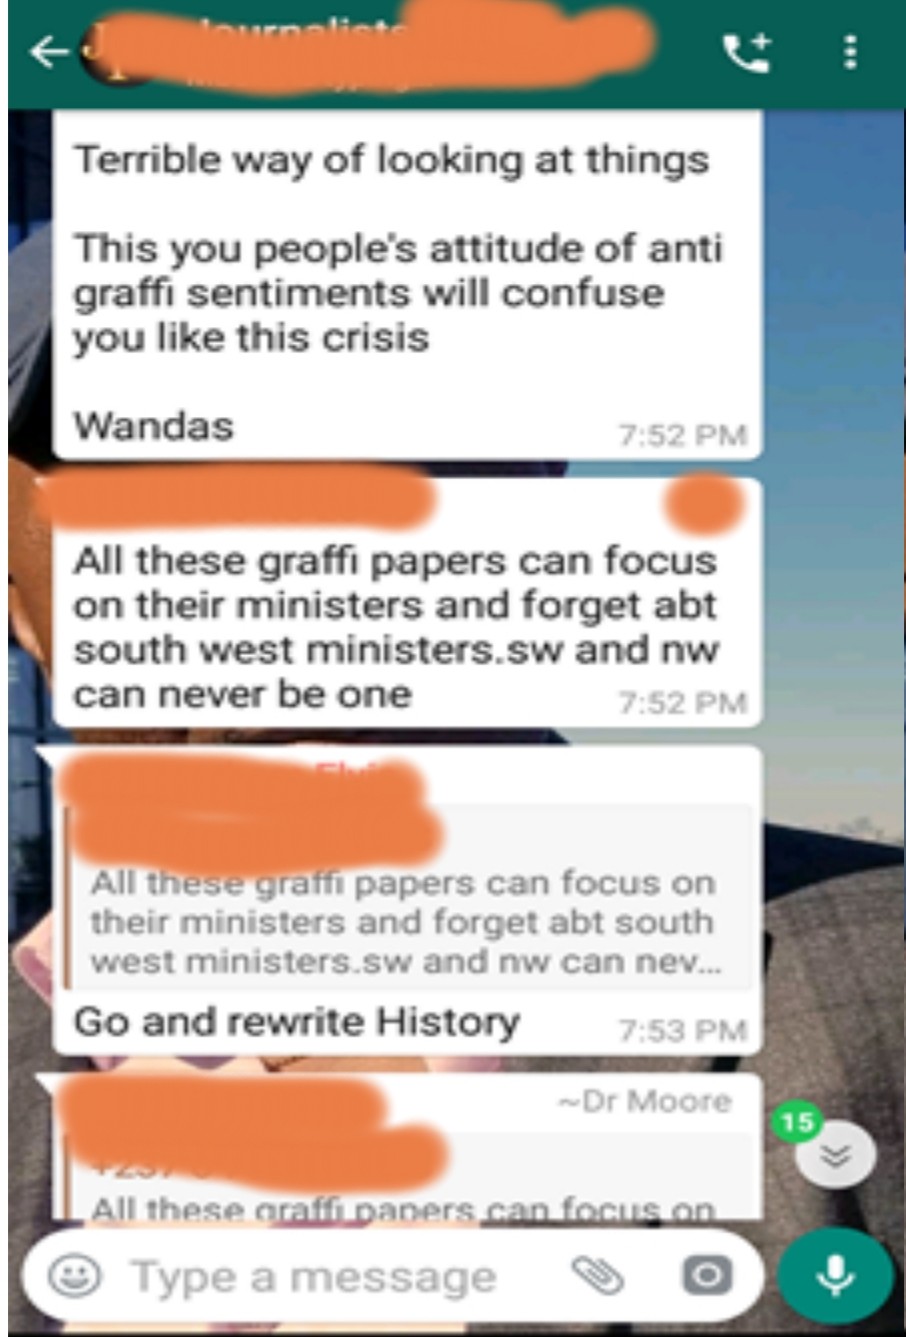 Terrible way of looking at things
This you people's attitude of anti
graffi sentiments will confuse
you like this crisis
Wandas
7:52 PM
All these graffi papers can focus
on their ministers and forget abt
south west ministers.sw and nw
can never be one
7:52 PM
All these graffi papers can focus on
their ministers and forget abt south
west ministers.sw and nw can nev...
Go and rewrite History
7:53 PM
~Dr Moore
All these graffi papers can focus on
15
Type a message